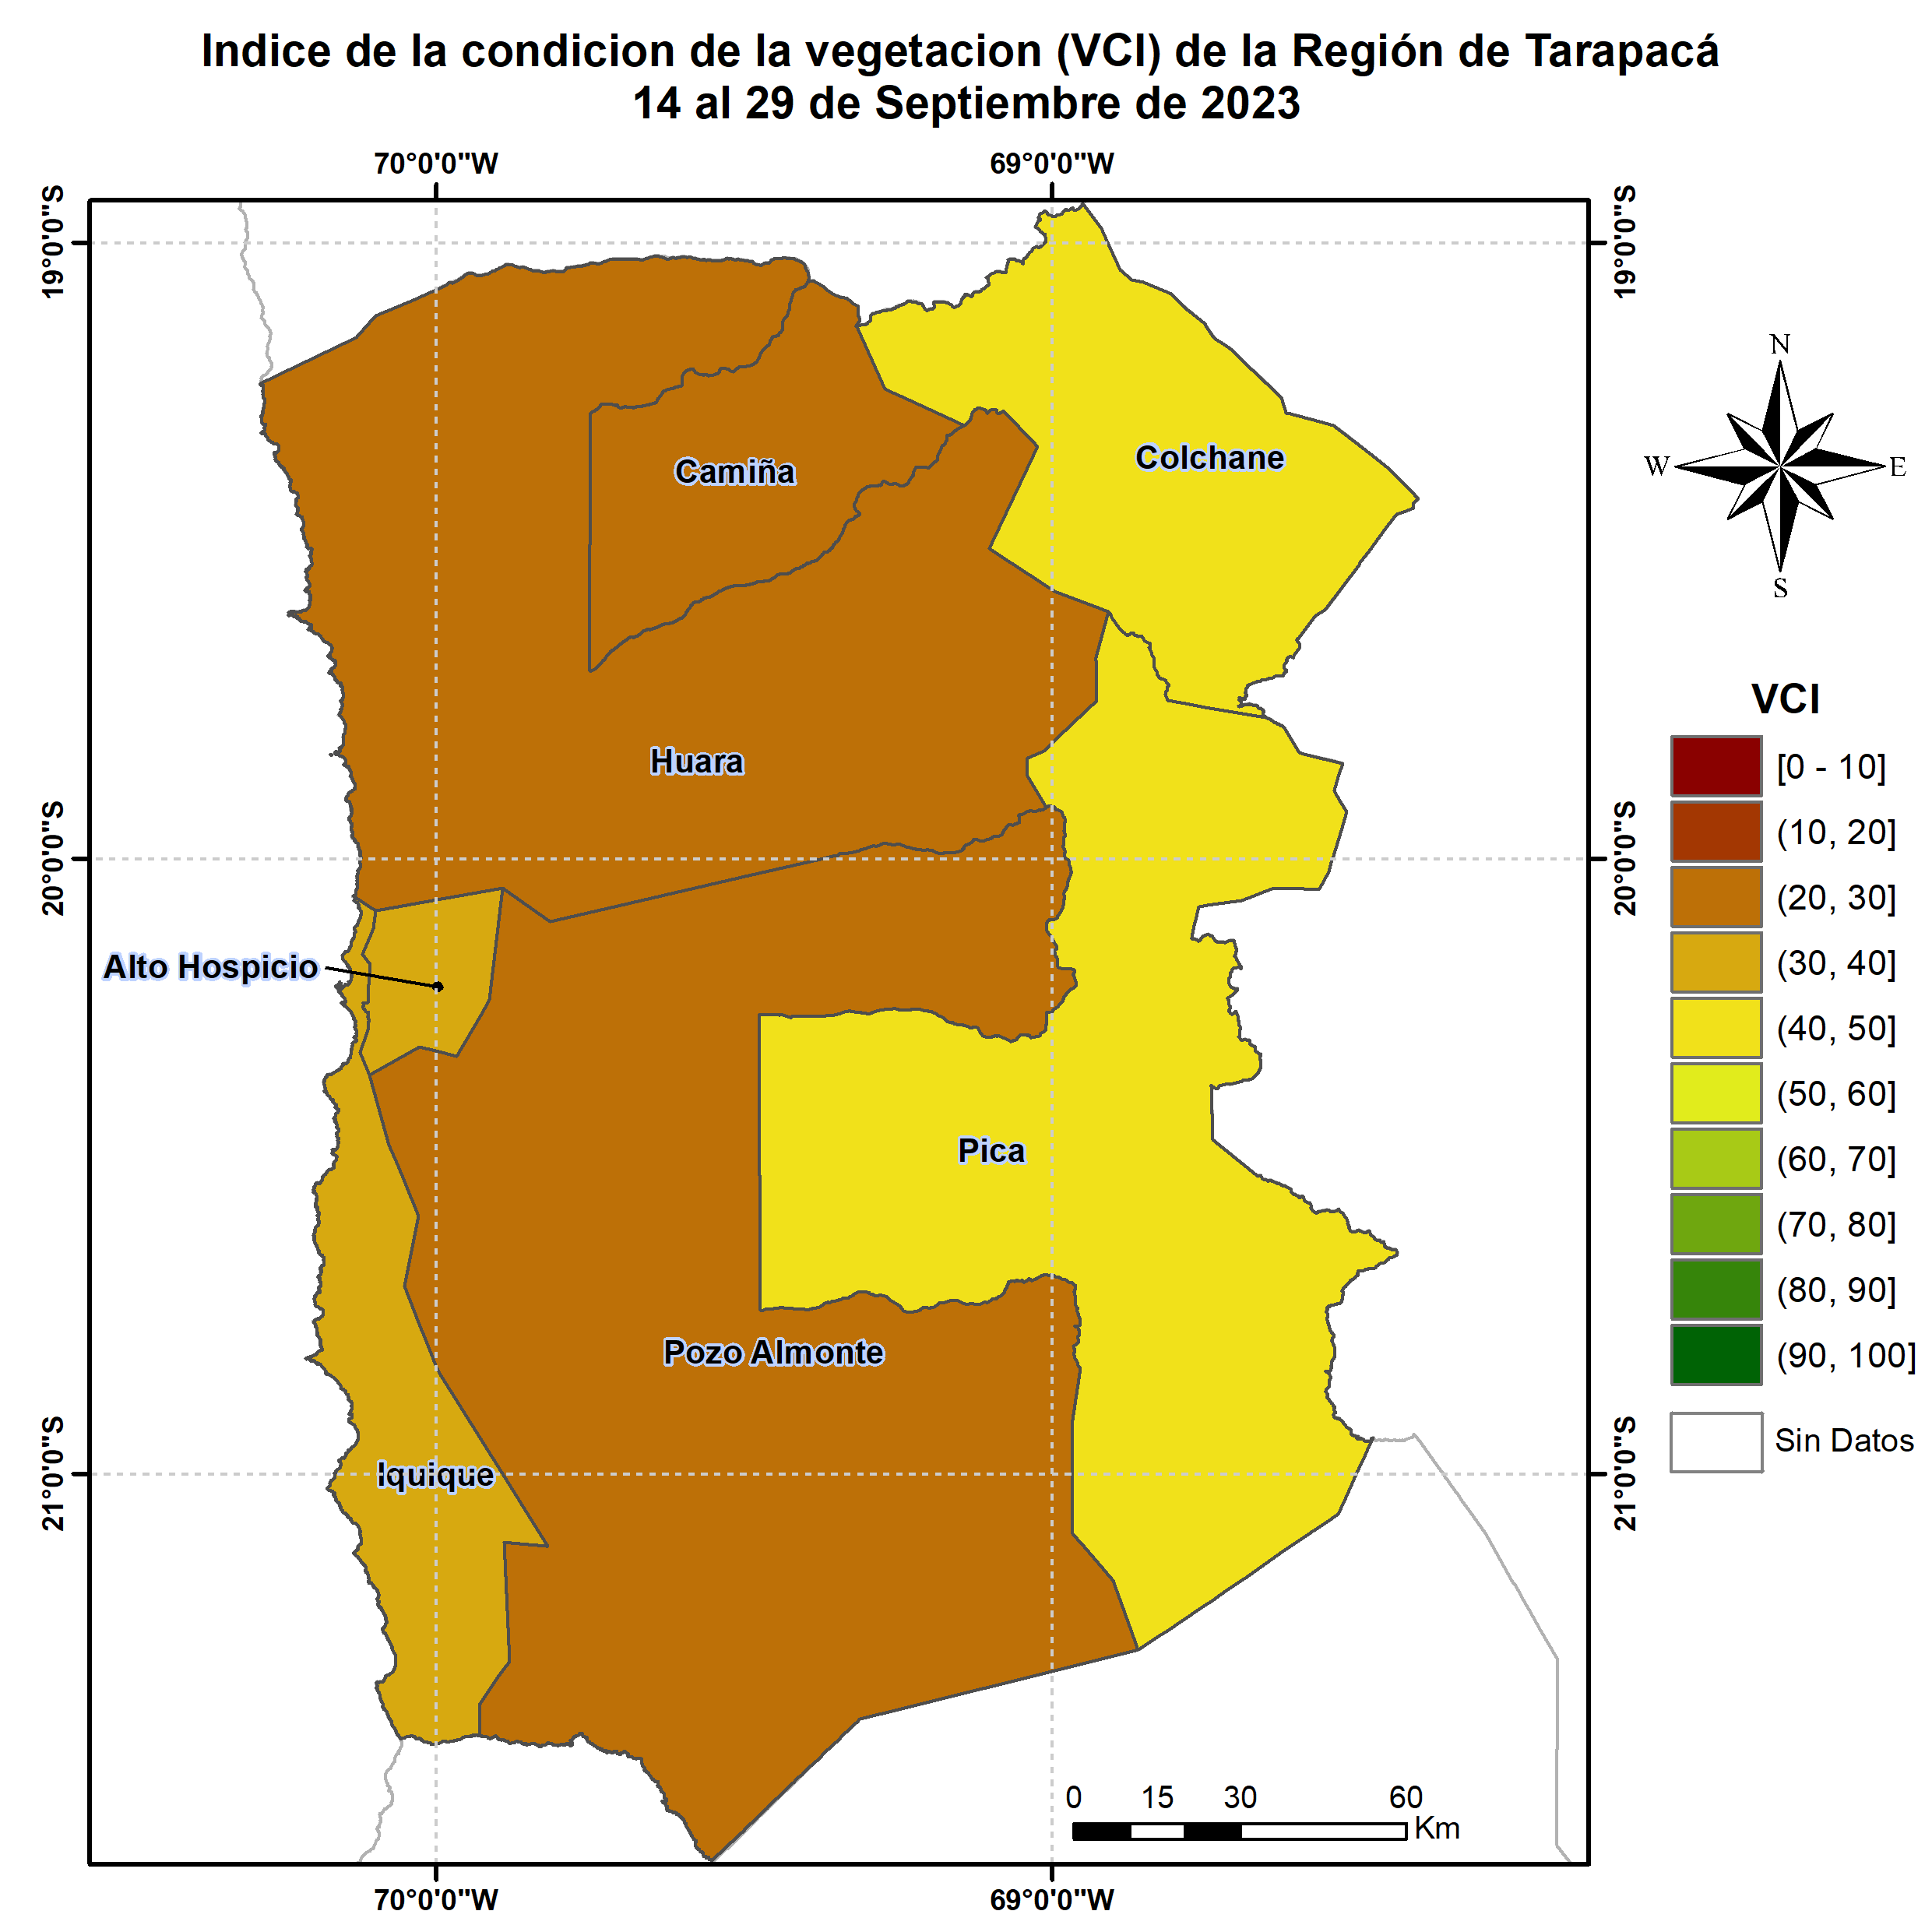 Indice de la condicion de la vegetacion (VCI) de la Región de Tarapacá
14 al 29 de Septiembre de 2023
70°0'0"W 69°0'0"W
19°0'0"S 19°0'0"S
N
W E
S
Camiña
Colchane
Huara
VCI
[0 - 10]
(10, 20]
(20, 30]
(30, 40]
(40, 50]
(50, 60]
(60, 70]
(70, 80]
(80, 90]
(90, 100]
Sin Datos
20°0'0"S 20°0'0"S
Alto Hospicio
Pica
Pozo Almonte
Iquique
21°0'0"S 21°0'0"S
0 15 30 60
Km
70°0'0"W 69°0'0"W